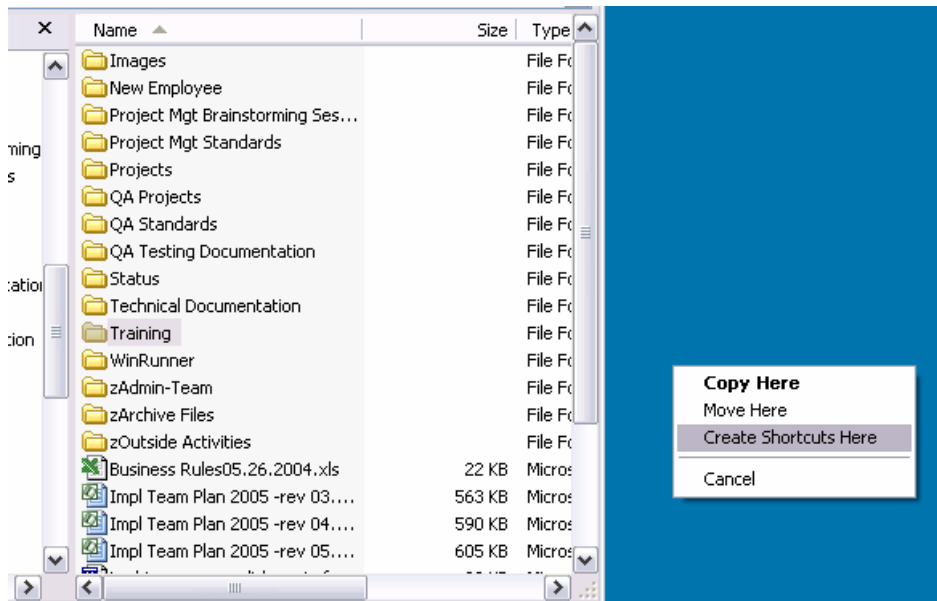 Name Size Type
Images File Fo
New Employee File Fo
Project Mgt Brainstorming Ses... File Fo
ming Project Mgt Standards File Fo
s Projects File Fo
QA Projects File Fo
QA Standards File Fo
QA Testing Documentation File Fo
Status File Fo
Technical Documentation File Fo
tion Training File Fo
WinRunner File Fo
zAdmin-Team File Fo
zArchive Files File Fo
zOutside Activities File Fo
Business Rules05.26.2004.xls 22 KB Micros
Impl Team Plan 2005 -rev 03.... 563 KB Micros
Impl Team Plan 2005 -rev 04.... 590 KB Micros
Impl Team Plan 2005 -rev 05.... 605 KB Micros
Copy Here
Move Here
Create Shortcuts Here
Cancel